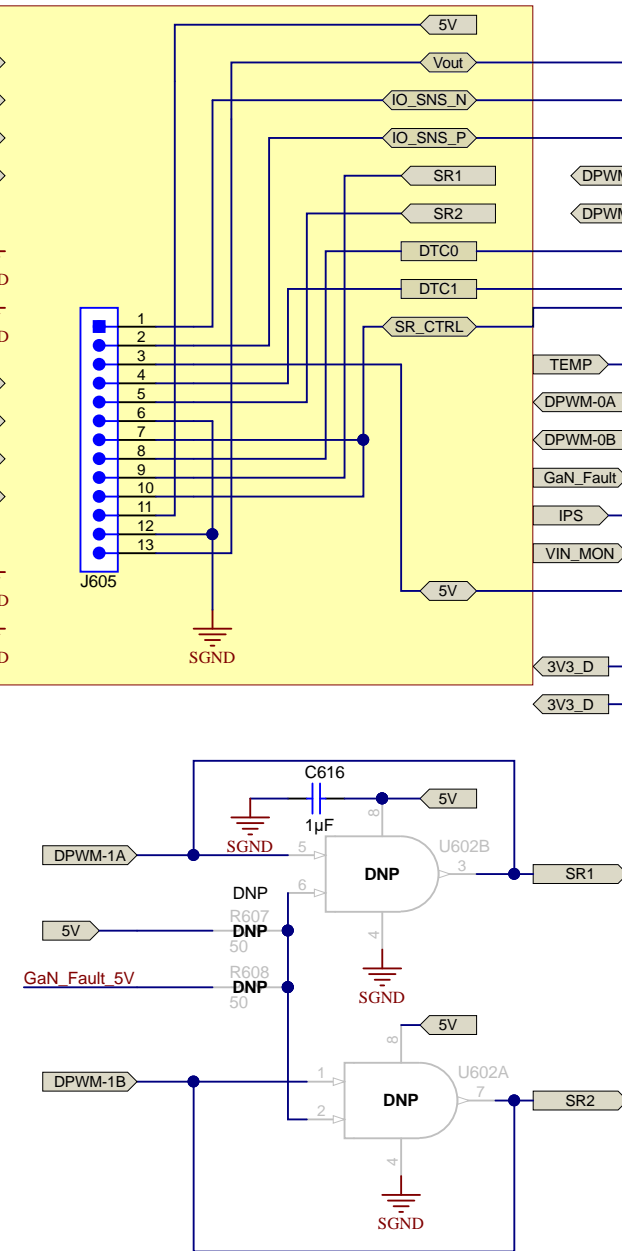 5V
Vout
IO_SNS_N
IO_SNS_P
SR1
DPWM
SR2
DPWM
DTC0
D
DTC1
1
SR_CTRL
D
2
3
TEMP
4
5
DPWM-0A
6
7
DPWM-0B
8
9
GaN_Fault
10
11
IPS
12
13
VIN_MON
J605
5V
D
SGND
D
3V3_D
3V3_D
C616
5V
8
1µF
SGND
U602B
DPWM-1A
5
DNP
3
SR1
6
DNP
R607
5V
DNP
50
4
R608
GaN_Fault_5V
DNP
50
SGND
5V
8
U602A
DPWM-1B
1
DNP
7
SR2
2
4
SGND